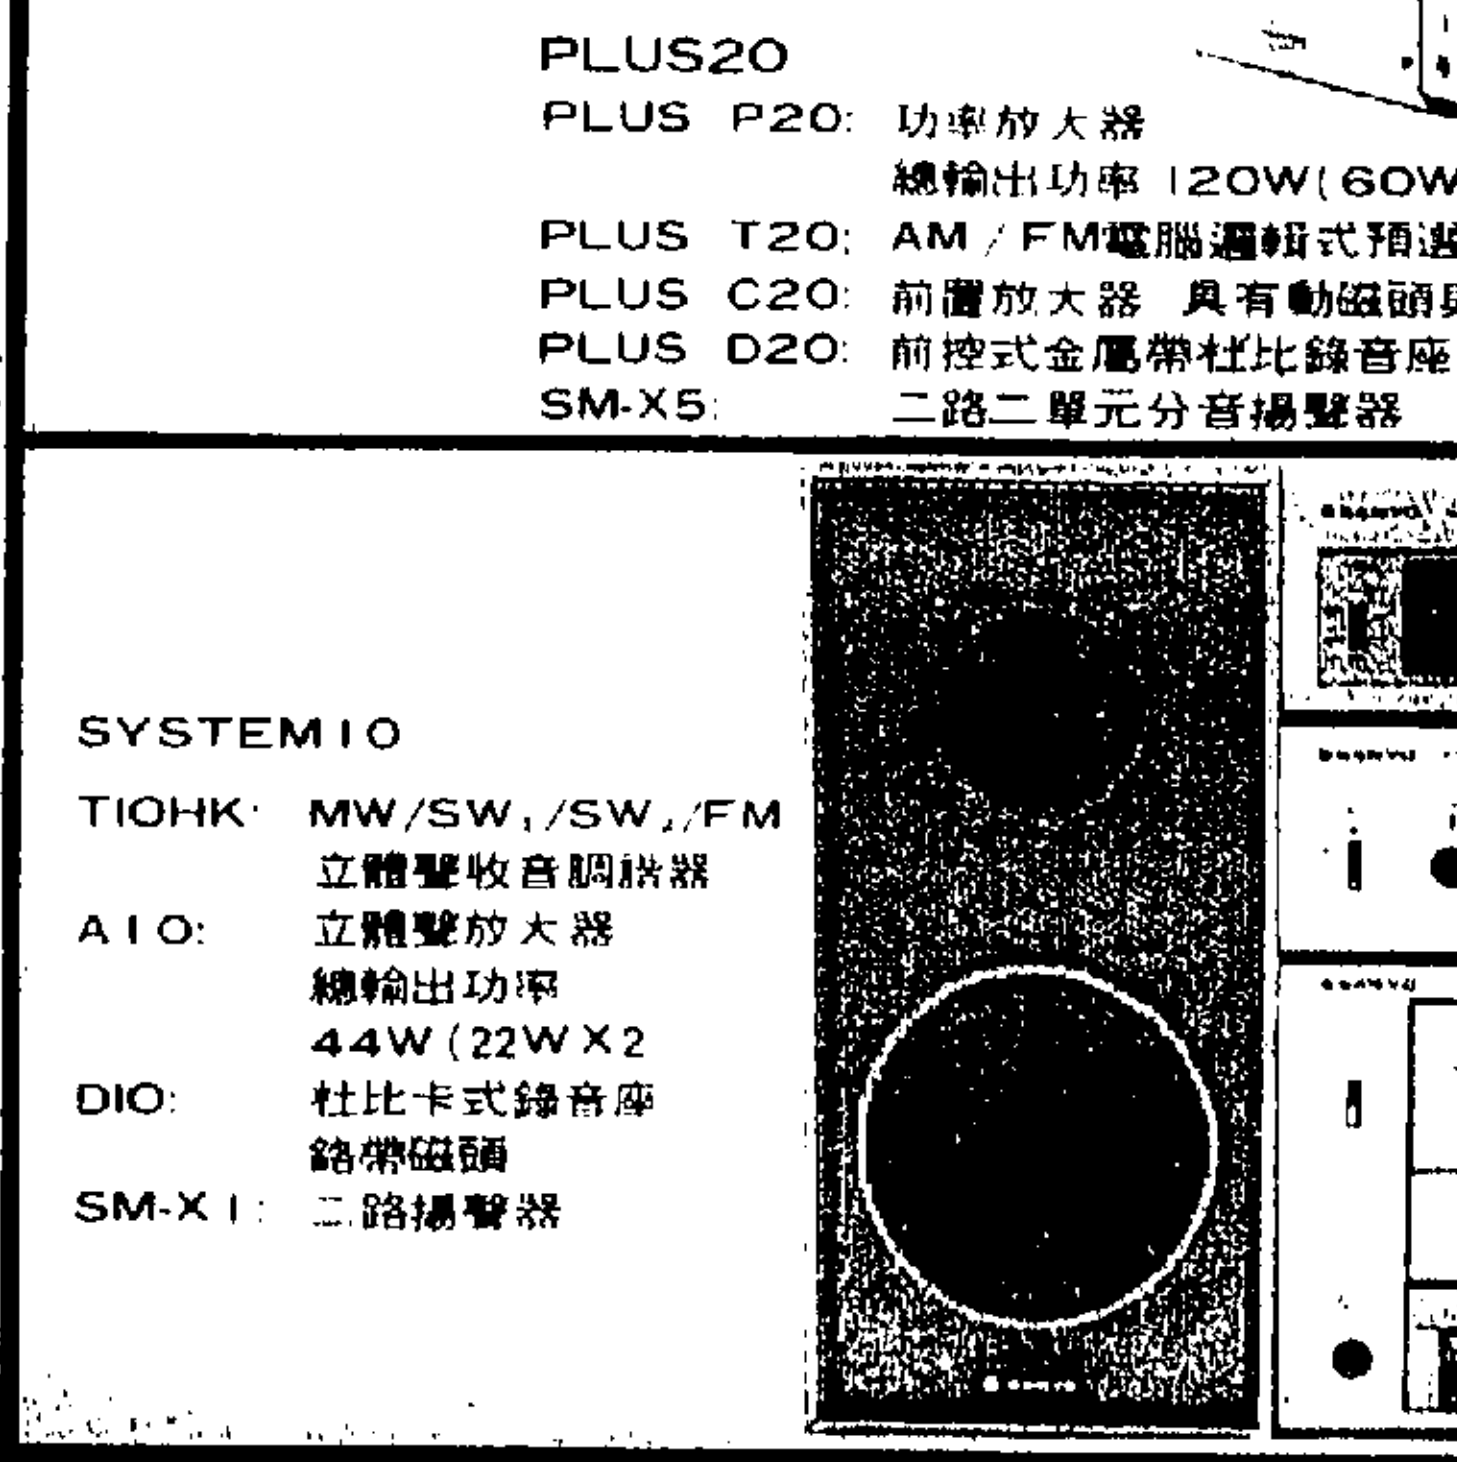 PLUS20
PLUS P20: 功率放大器
總輸出功率 120W(60W
PLUS T20: AM/FM電腦邏輯式預選
PLUS C20: 前置放大器 具有動磁頭與
PLUS D20: 前控式金屬帶杜比錄音座
SM-X5: 二路二單元分音揚聲器
SYSTEM10
T10HK: MW/SW₁/SW₂/FM
立體聲收音調諧器
A10: 立體聲放大器
總輸出功率
44W(22W×2
D10: 杜比卡式錄音座
鉻帶磁頭
SM-X1: 二路揚聲器